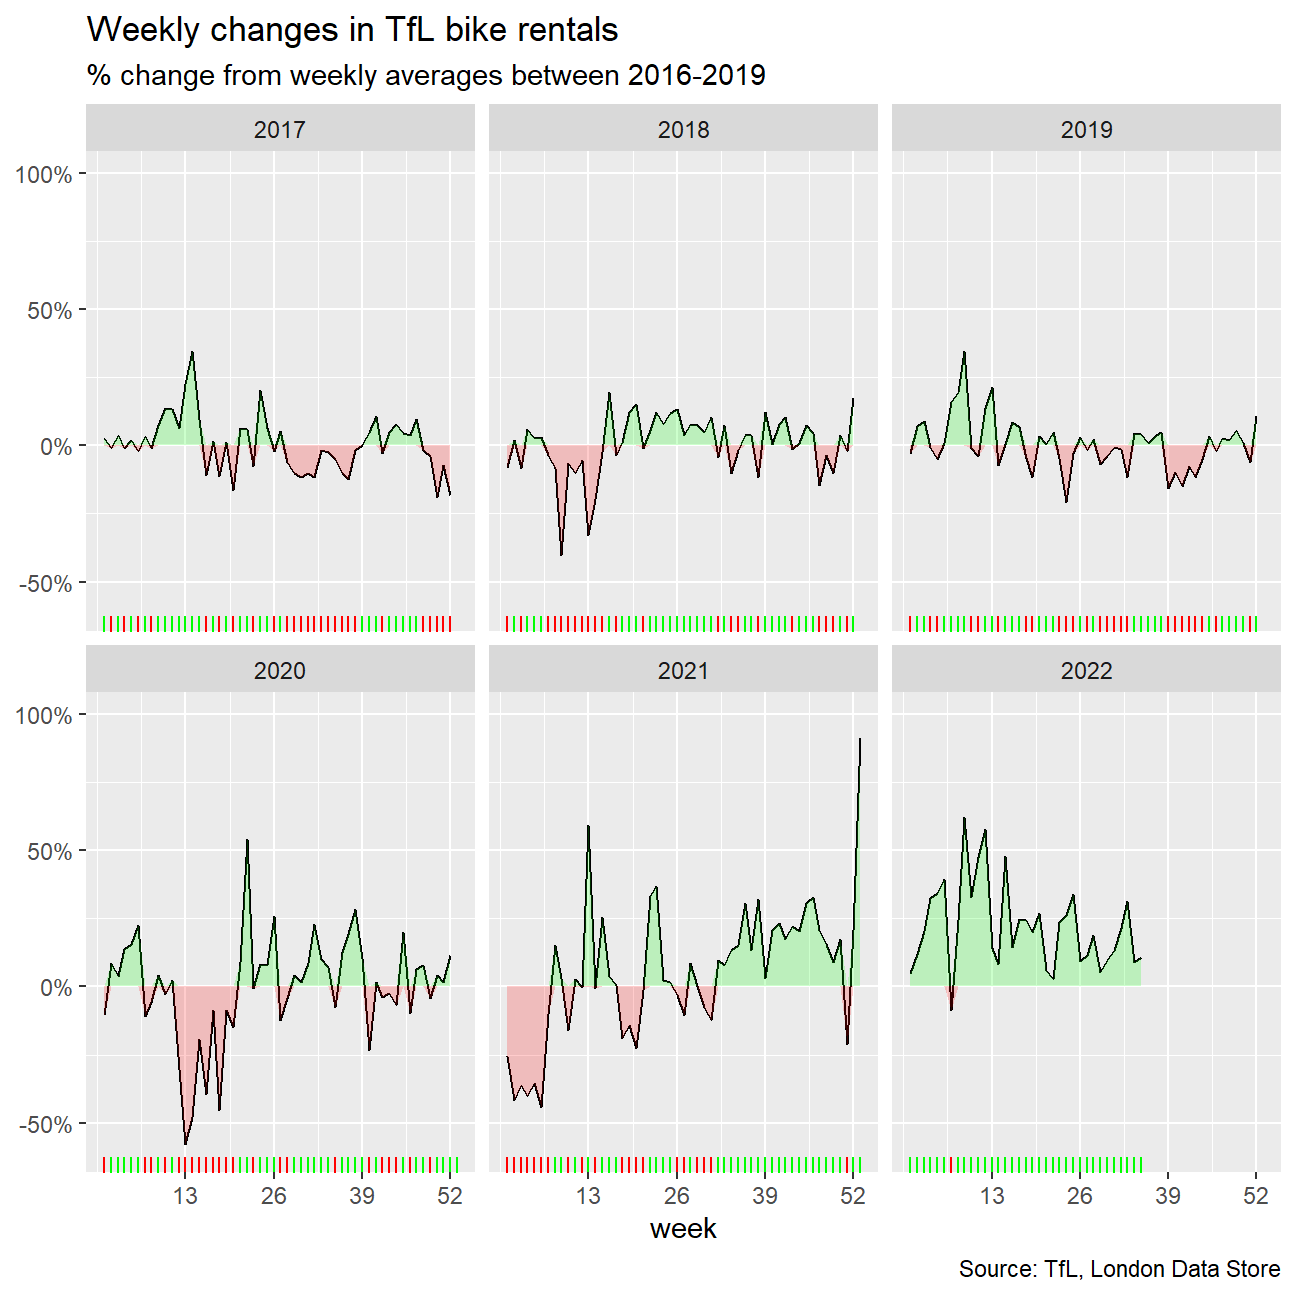 Weekly changes in TfL bike rentals
% change from weekly averages between 2016-2019
2017 2018 2019
100%
50%
0%
-50%
2020 2021 2022
100%
50%
0%
-50%
13 26 39 52 13 26 39 52 13 26 39 52
week
Source: TfL, London Data Store